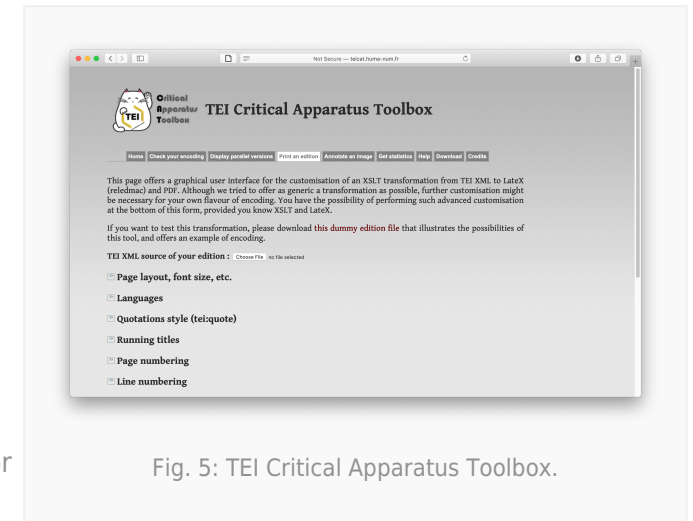 Not Secure — teicat.huma-num.fr
Critical
Apparatus
Toolbox
TEI
TEI Critical Apparatus Toolbox
Home Check your encoding Display parallel versions Print an edition Annotate an image Get statistics Help Download Credits
This page offers a graphical user interface for the customisation of an XSLT transformation from TEI XML to LateX
(reledmac) and PDF. Although we tried to offer as generic a transformation as possible, further customisation might
be necessary for your own flavour of encoding. You have the possibility of performing such advanced customisation
at the bottom of this form, provided you know XSLT and LateX.
If you want to test this transformation, please download this dummy edition file that illustrates the possibilities of
this tool, and offers an example of encoding.
TEI XML source of your edition : Choose File no file selected
Page layout, font size, etc.
Languages
Quotations style (tei:quote)
Running titles
Page numbering
Line numbering
Fig. 5: TEI Critical Apparatus Toolbox.